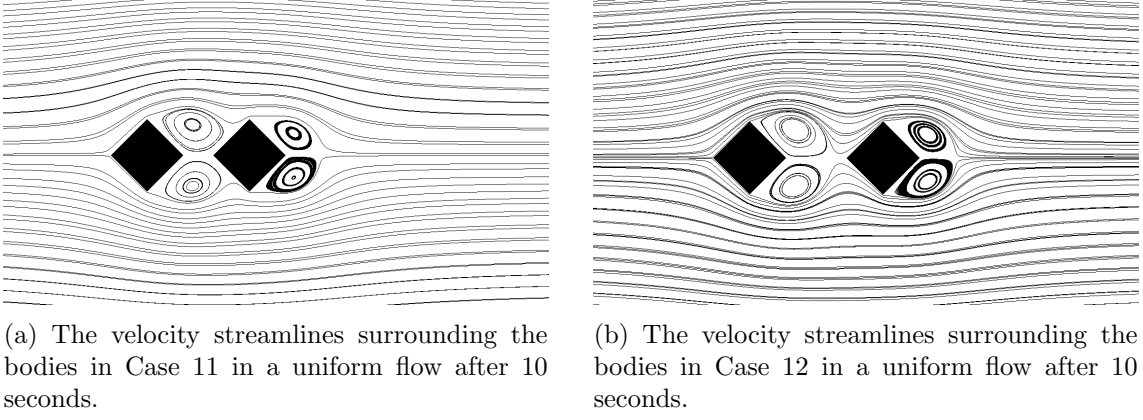 (a) The velocity streamlines surrounding the
bodies in Case 11 in a uniform flow after 10
seconds.
(b) The velocity streamlines surrounding the
bodies in Case 12 in a uniform flow after 10
seconds.